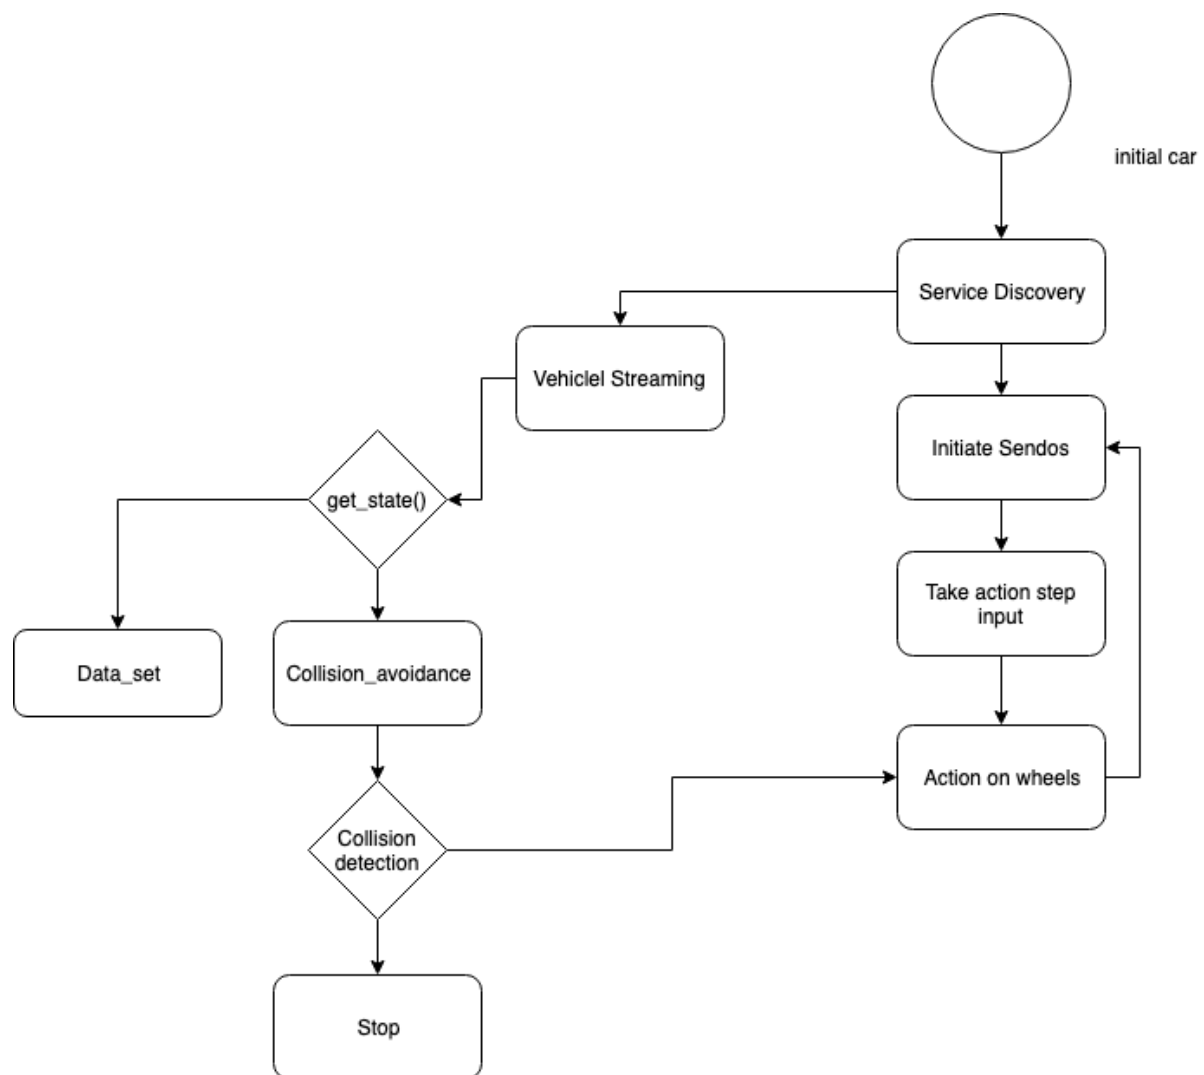 initial car
Service Discovery
Vehiclel Streaming
Initiate Sendos
get_state()
Take action step
input
Data_set
Collision_avoidance
Action on wheels
Collision
detection
Stop